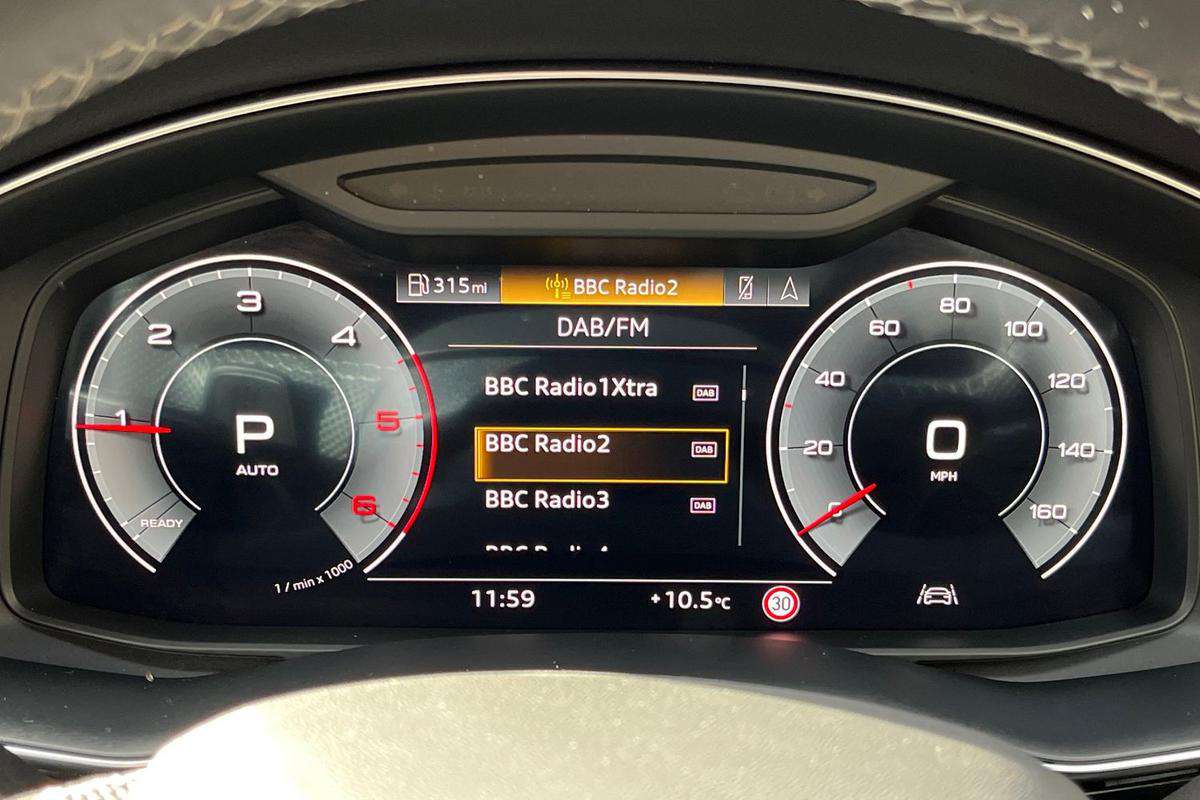 315mi BBC Radio2
DAB/FM
BBC Radio1Xtra DAB
BBC Radio2 DAB
BBC Radio3 DAB
1 2 3 4 5 6
P
AUTO
READY
1 / min x 1000
0 20 40 60 80 100 120 140 160
0
MPH
11:59 +10.5°C 30